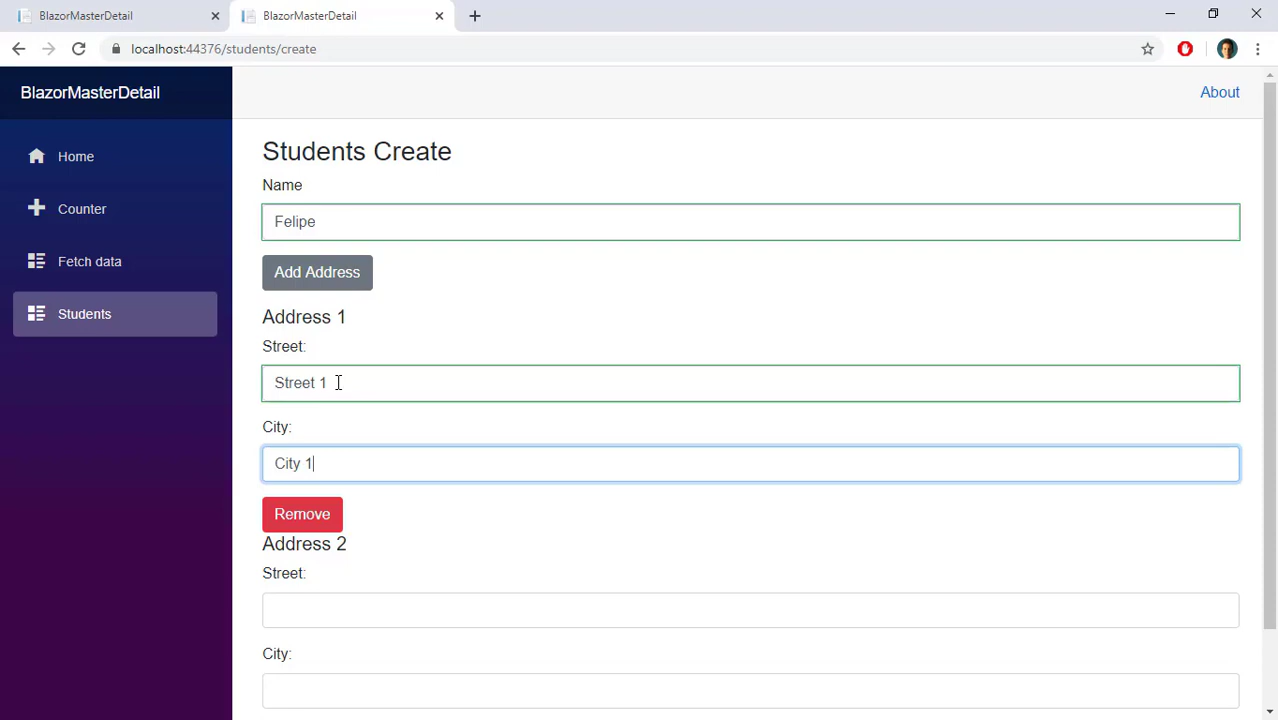 BlazorMasterDetail
BlazorMasterDetail
localhost:44376/students/create
BlazorMasterDetail
About
Home
Counter
Fetch data
Students
Students Create
Name
Felipe
Add Address
Address 1
Street:
Street 1
City:
City 1
Remove
Address 2
Street:
City: